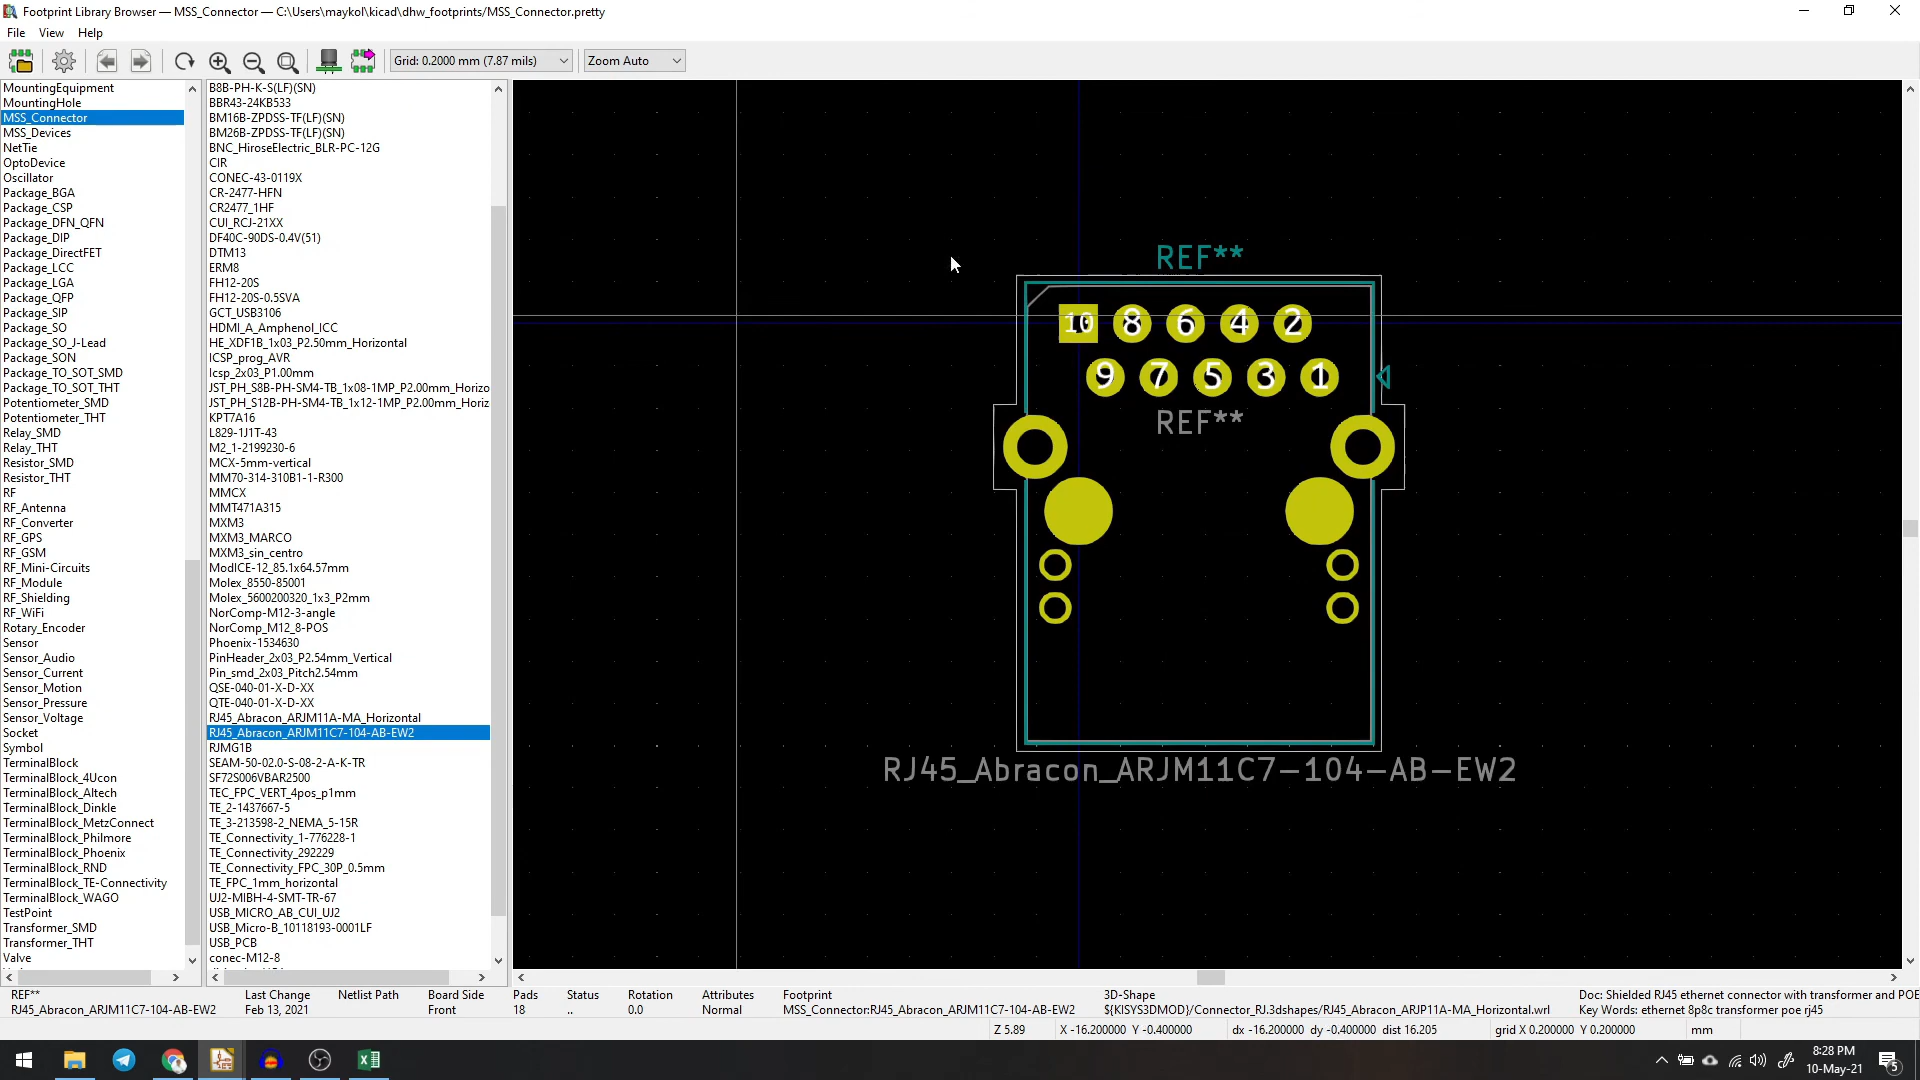 Footprint Library Browser — MSS_Connector — C:\Users\maykol\kicad\dhw_footprints/MSS_Connector.pretty
File View Help
Grid: 0.2000 mm (7.87 mils)
Zoom Auto
MountingEquipment
MountingHole
MSS_Connector
MSS_Devices
NetTie
OptoDevice
Oscillator
Package_BGA
Package_CSP
Package_DFN_QFN
Package_DIP
Package_DirectFET
Package_LCC
Package_LGA
Package_QFP
Package_SIP
Package_SO
Package_SO_J-Lead
Package_SON
Package_TO_SOT_SMD
Package_TO_SOT_THT
Potentiometer_SMD
Potentiometer_THT
Relay_SMD
Relay_THT
Resistor_SMD
Resistor_THT
RF
RF_Antenna
RF_Converter
RF_GPS
RF_GSM
RF_Mini-Circuits
RF_Module
RF_Shielding
RF_WiFi
Rotary_Encoder
Sensor
Sensor_Audio
Sensor_Current
Sensor_Motion
Sensor_Pressure
Sensor_Voltage
Socket
Symbol
TerminalBlock
TerminalBlock_4Ucon
TerminalBlock_Altech
TerminalBlock_Dinkle
TerminalBlock_MetzConnect
TerminalBlock_Philmore
TerminalBlock_Phoenix
TerminalBlock_RND
TerminalBlock_TE-Connectivity
TerminalBlock_WAGO
TestPoint
Transformer_SMD
Transformer_THT
Valve
B8B-PH-K-S(LF)(SN)
BBR43-24KB533
BM16B-ZPDSS-TF(LF)(SN)
BM26B-ZPDSS-TF(LF)(SN)
BNC_HiroseElectric_BLR-PC-12G
CIR
CONEC-43-0119X
CR-2477-HFN
CR2477_1HF
CUI_RCJ-21XX
DF40C-90DS-0.4V(51)
DTM13
ERM8
FH12-20S
FH12-20S-0.5SVA
GCT_USB3106
HDMI_A_Amphenol_ICC
HE_XDF1B_1x03_P2.50mm_Horizontal
ICSP_prog_AVR
Icsp_2x03_P1.00mm
JST_PH_S8B-PH-SM4-TB_1x08-1MP_P2.00mm_Horizo
JST_PH_S12B-PH-SM4-TB_1x12-1MP_P2.00mm_Horiz
KPT7A16
L829-1J1T-43
M2_1-2199230-6
MCX-5mm-vertical
MM70-314-310B1-1-R300
MMCX
MMT471A315
MXM3
MXM3_MARCO
MXM3_sin_centro
ModICE-12_85.1x64.57mm
Molex_8550-85001
Molex_5600200320_1x3_P2mm
NorComp-M12-3-angle
NorComp_M12_8-POS
Phoenix-1534630
PinHeader_2x03_P2.54mm_Vertical
Pin_smd_2x03_Pitch2.54mm
QSE-040-01-X-D-XX
QTE-040-01-X-D-XX
RJ45_Abracon_ARJM11A-MA_Horizontal
RJ45_Abracon_ARJM11C7-104-AB-EW2
RJMG1B
SEAM-50-02.0-S-08-2-A-K-TR
SF72S006VBAR2500
TEC_FPC_VERT_4pos_p1mm
TE_2-1437667-5
TE_3-213598-2_NEMA_5-15R
TE_Connectivity_1-776228-1
TE_Connectivity_292229
TE_Connectivity_FPC_30P_0.5mm
TE_FPC_1mm_horizontal
UJ2-MIBH-4-SMT-TR-67
USB_MICRO_AB_CUI_UJ2
USB_Micro-B_10118193-0001LF
USB_PCB
conec-M12-8
REF**
10 8 6 4 2
9 7 5 3 1
REF**
RJ45_Abracon_ARJM11C7-104-AB-EW2
REF** Last Change Netlist Path Board Side Pads Status Rotation Attributes Footprint 3D-Shape Doc: Shielded RJ45 ethernet connector with transformer and POE
RJ45_Abracon_ARJM11C7-104-AB-EW2 Feb 13, 2021 Front 18 .. 0.0 Normal MSS_Connector:RJ45_Abracon_ARJM11C7-104-AB-EW2 ${KISYS3DMOD}/Connector_RJ.3dshapes/RJ45_Abracon_ARJP11A-MA_Horizontal.wrl Key Words: ethernet 8p8c transformer poe rj45
Z 5.89 X -16.200000 Y -0.400000 dx -16.200000 dy -0.400000 dist 16.205 grid X 0.200000 Y 0.200000 mm
8:28 PM
10-May-21
5